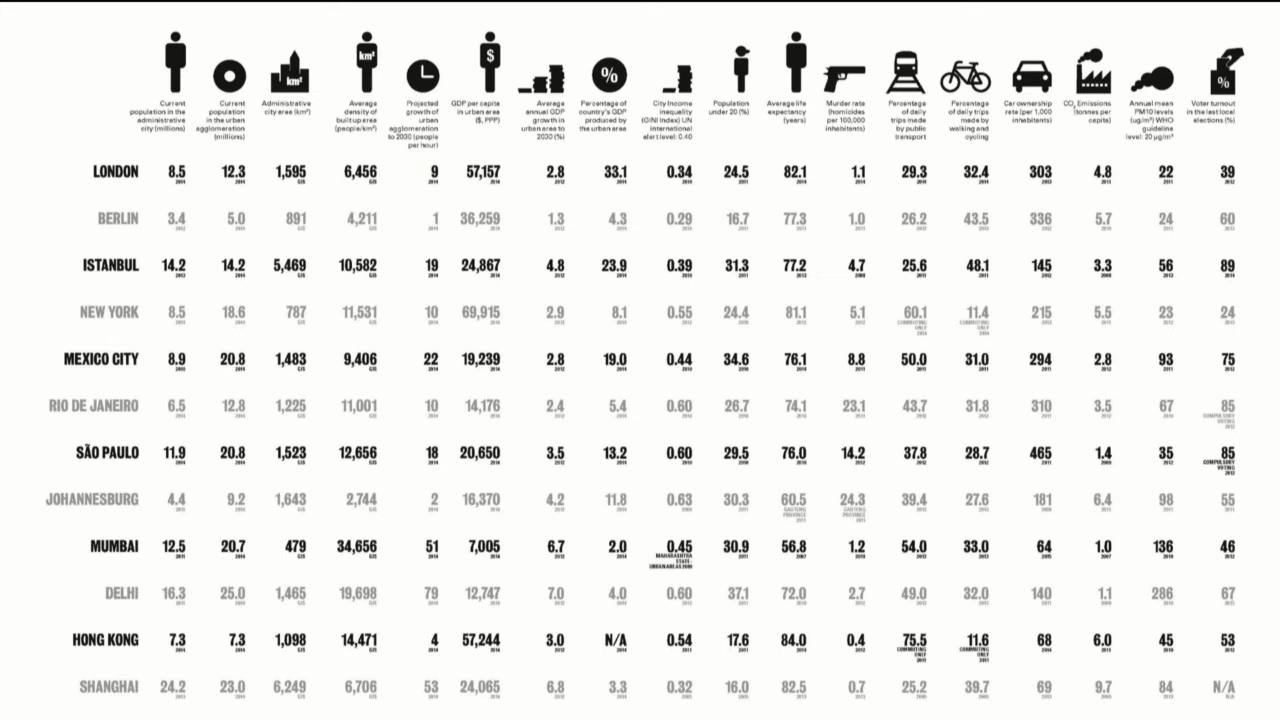 km² km² $ % %
Current population in the administrative city (millions)
Current population in the urban agglomeration (millions)
Administrative city area (km²)
Average density of built up area (people/km²)
Projected growth of urban agglomeration to 2030 (people per hour)
GDP per capita in urban area ($, PPP)
Average annual GDP growth in urban area to 2030 (%)
Percentage of country's GDP produced by the urban area
City Income inequality (GINI Index) UN international alert level: 0.40
Population under 20 (%)
Average life expectancy (years)
Murder rate (homicides per 100,000 inhabitants)
Percentage of daily trips made by public transport
Percentage of daily trips made by walking and cycling
Car ownership rate (per 1,000 inhabitants)
CO₂ Emissions (tonnes per capita)
Annual mean PM10 levels (ug/m³) WHO guideline level: 20 µg/m³
Voter turnout in the last local elections (%)
LONDON 8.5 12.3 1,595 6,456 9 57,157 2.8 33.1 0.34 24.5 82.1 1.1 29.3 32.4 303 4.8 22 39
BERLIN 3.4 5.0 891 4,211 1 36,259 1.3 4.3 0.29 16.7 77.3 1.0 26.2 43.5 336 5.7 24 60
ISTANBUL 14.2 14.2 5,469 10,582 19 24,867 4.8 23.9 0.39 31.3 77.2 4.7 25.6 48.1 145 3.3 56 89
NEW YORK 8.5 18.6 787 11,531 10 69,915 2.9 8.1 0.55 24.4 81.1 5.1 60.1 11.4 215 5.5 23 24
COMMUTING ONLY COMMUTING ONLY
MEXICO CITY 8.9 20.8 1,483 9,406 22 19,239 2.8 19.0 0.44 34.6 76.1 8.8 50.0 31.0 294 2.8 93 75
RIO DE JANEIRO 6.5 12.8 1,225 11,001 10 14,176 2.4 5.4 0.60 26.7 74.1 23.1 43.7 31.8 310 3.5 67 85
COMPULSORY VOTING
SÃO PAULO 11.9 20.8 1,523 12,656 18 20,650 3.5 13.2 0.60 29.5 76.0 14.2 37.8 28.7 465 1.4 35 85
COMPULSORY VOTING
JOHANNESBURG 4.4 9.2 1,643 2,744 2 16,370 4.2 11.8 0.63 30.3 60.5 24.3 39.4 27.6 181 6.4 98 55
GAUTENG PROVINCE GAUTENG PROVINCE
MUMBAI 12.5 20.7 479 34,656 51 7,005 6.7 2.0 0.45 30.9 56.8 1.2 54.0 33.0 64 1.0 136 46
MAHARASHTRA STATE- URBAN AREAS
DELHI 16.3 25.0 1,465 19,698 79 12,747 7.0 4.0 0.60 37.1 72.0 2.7 49.0 32.0 140 1.1 286 67
HONG KONG 7.3 7.3 1,098 14,471 4 57,244 3.0 N/A 0.54 17.6 84.0 0.4 75.5 11.6 68 6.0 45 53
COMMUTING ONLY COMMUTING ONLY
SHANGHAI 24.2 23.0 6,249 6,706 53 24,065 6.8 3.3 0.32 16.0 82.5 0.7 25.2 39.7 69 9.7 84 N/A